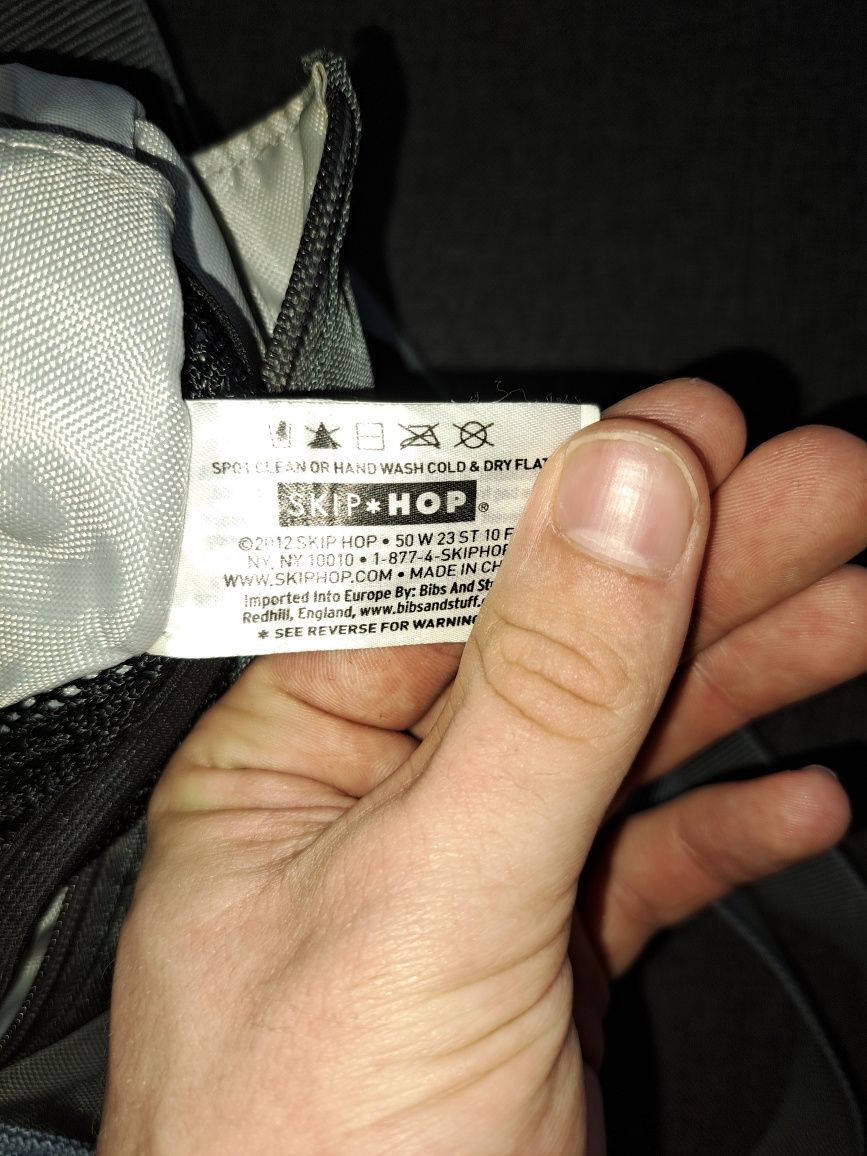 SPOT CLEAN OR HAND WASH COLD & DRY FLAT
SKIP*HOP®
©2012 SKIP HOP • 50 W 23 ST 10 F
NY, NY 10010 • 1-877-4-SKIPHOP
WWW.SKIPHOP.COM • MADE IN CH
Imported Into Europe By: Bibs And St
Redhill, England, www.bibsandstuff.
* SEE REVERSE FOR WARNING